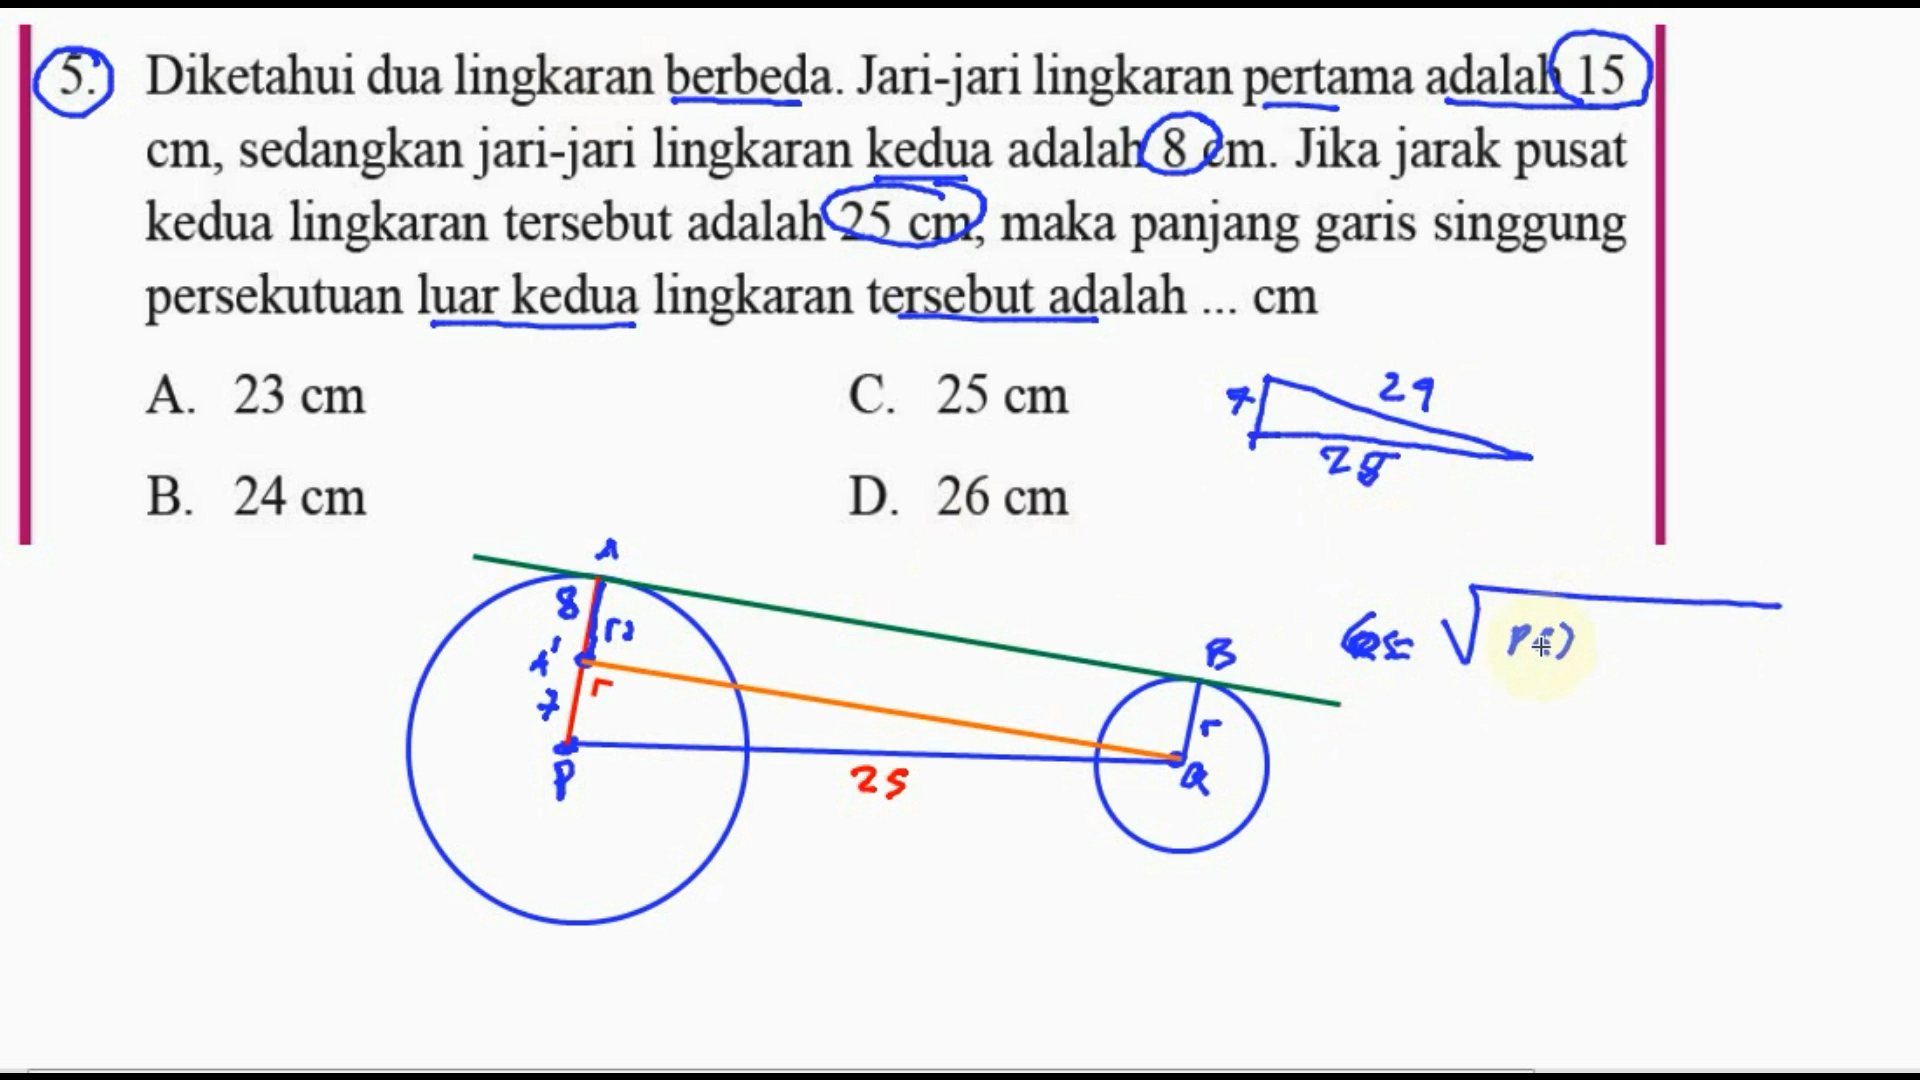 5. Diketahui dua lingkaran berbeda. Jari-jari lingkaran pertama adalah 15
cm, sedangkan jari-jari lingkaran kedua adalah 8 cm. Jika jarak pusat
kedua lingkaran tersebut adalah 25 cm, maka panjang garis singgung
persekutuan luar kedua lingkaran tersebut adalah ... cm
A. 23 cm
C. 25 cm
B. 24 cm
D. 26 cm
7
A
8
A'
r
7
P
25
B
r
Q